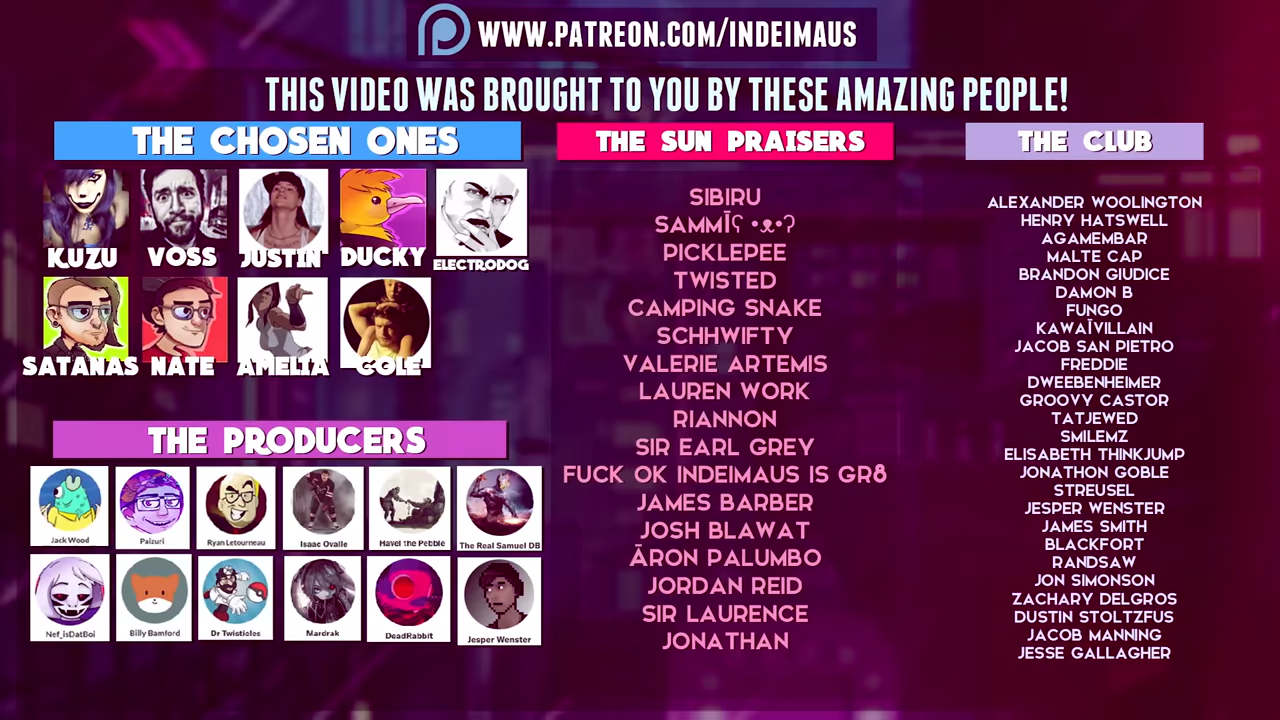 WWW.PATREON.COM/INDEIMAUS
THIS VIDEO WAS BROUGHT TO YOU BY THESE AMAZING PEOPLE!
THE CHOSEN ONES
KUZU
VOSS
JUSTIN
DUCKY
ELECTRODOG
SATANAS
NATE
AMELIA
COLE
THE PRODUCERS
Jack Wood
Paizuri
Ryan Letourneau
Isaac Ovalle
Havel the Pebble
The Real Samuel DB
Nef_isDatBoi
Billy Bamford
Dr Twisticles
Mardrak
DeadRabbit
Jesper Wenster
THE SUN PRAISERS
SIBIRU
SAMMĪʕ •ᴥ•ʔ
PICKLEPEE
TWISTED
CAMPING SNAKE
SCHHWIFTY
VALERIE ARTEMIS
LAUREN WORK
RIANNON
SIR EARL GREY
FUCK OK INDEIMAUS IS GR8
JAMES BARBER
JOSH BLAWAT
ĀRON PALUMBO
JORDAN REID
SIR LAURENCE
JONATHAN
THE CLUB
ALEXANDER WOOLINGTON
HENRY HATSWELL
AGAMEMBAR
MALTE CAP
BRANDON GIUDICE
DAMON B
FUNGO
KAWAĪVILLAIN
JACOB SAN PIETRO
FREDDIE
DWEEBENHEIMER
GROOVY CASTOR
TATJEWED
SMILEMZ
ELISABETH THINKJUMP
JONATHON GOBLE
STREUSEL
JESPER WENSTER
JAMES SMITH
BLACKFORT
RANDSAW
JON SIMONSON
ZACHARY DELGROS
DUSTIN STOLTZFUS
JACOB MANNING
JESSE GALLAGHER